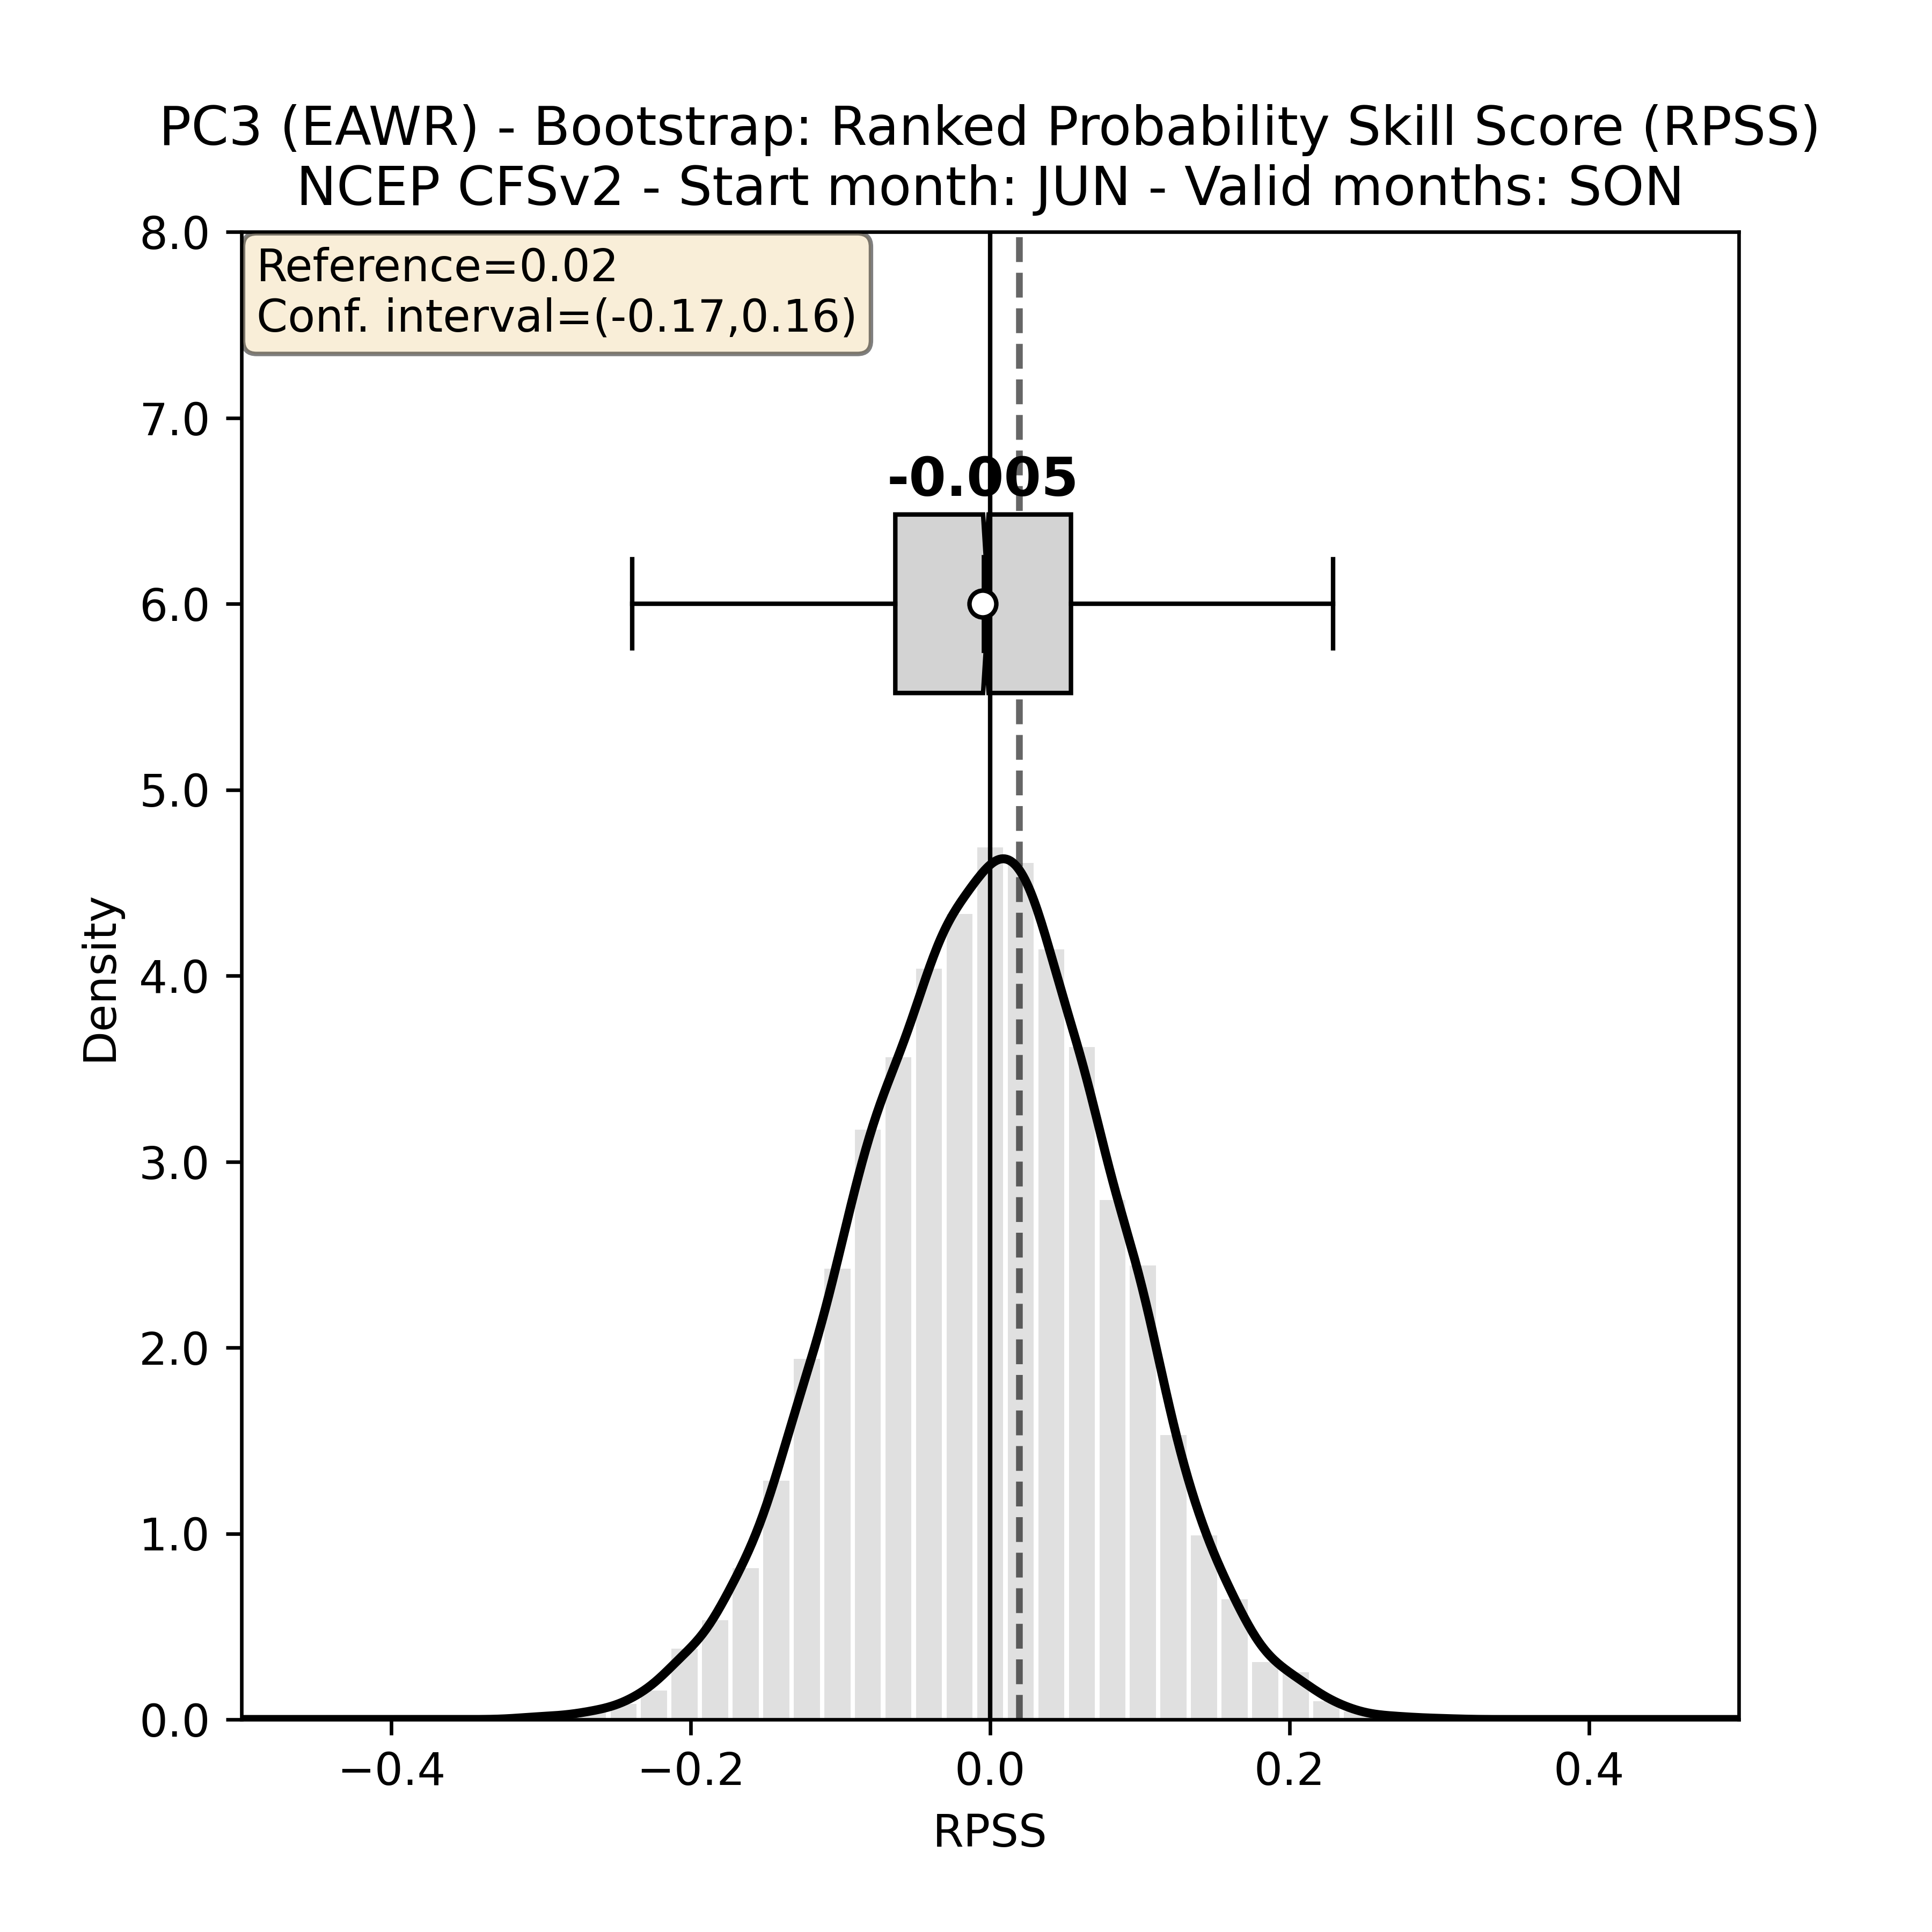 PC3 (EAWR) - Bootstrap: Ranked Probability Skill Score (RPSS)
NCEP CFSv2 - Start month: JUN - Valid months: SON
Reference=0.02
Conf. interval=(-0.17,0.16)
-0.005
8.0
7.0
6.0
5.0
4.0
3.0
2.0
1.0
0.0
Density
−0.4
−0.2
0.0
0.2
0.4
RPSS